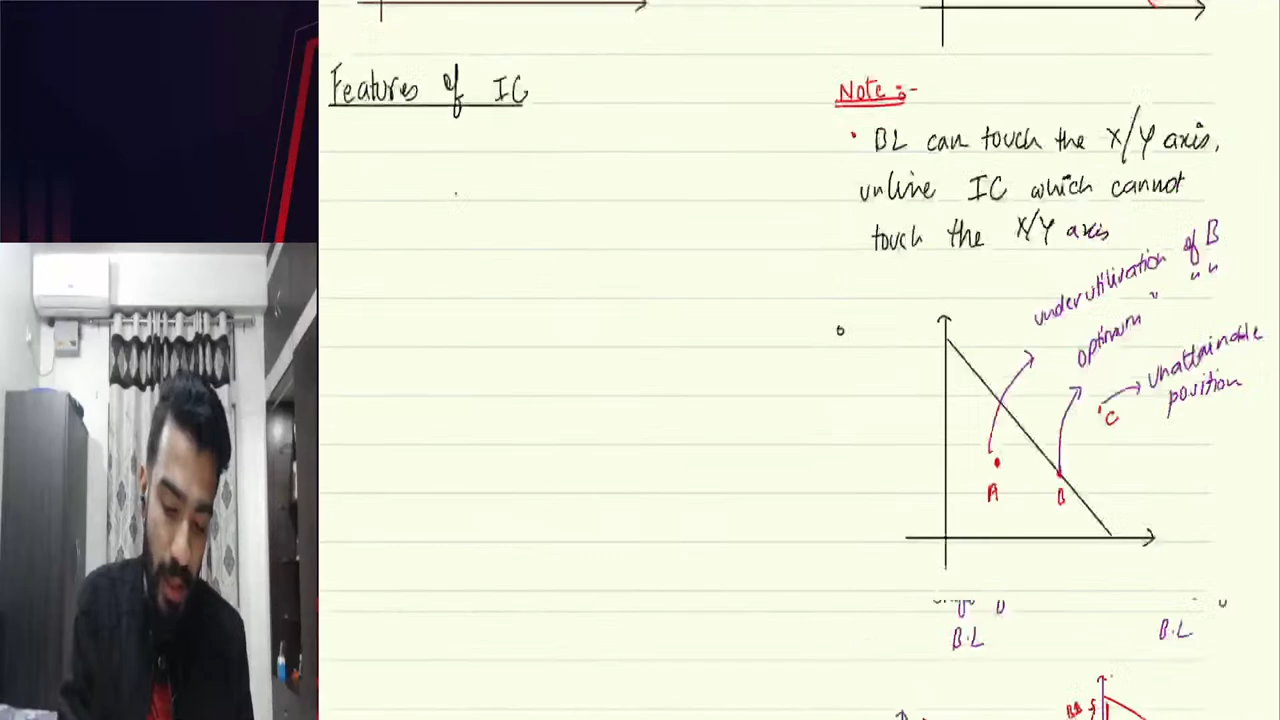 Features of IC
Note :-
• BL can touch the X/Y axis,
unlike IC which cannot
touch the X/Y axis
underutilization of B
optimum " " "
Unattainable
position
C
A
B
B.L
B.L